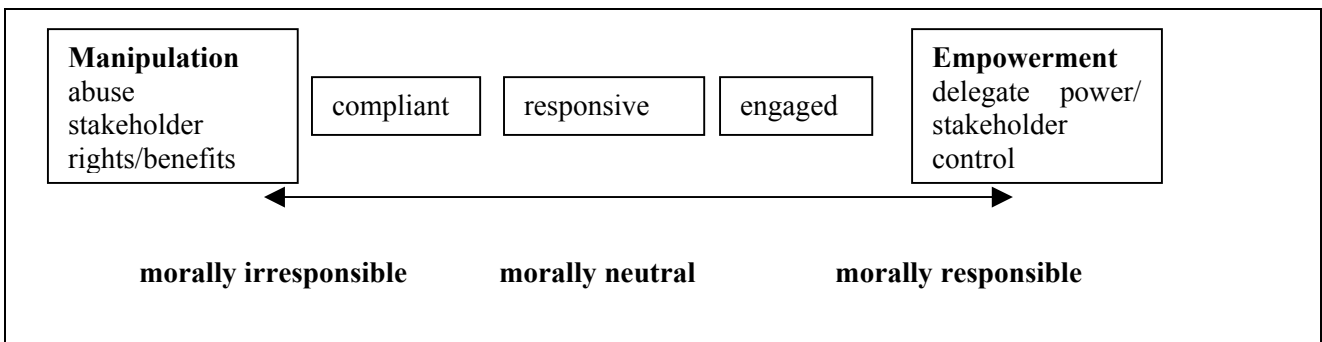 Manipulation
abuse
stakeholder
rights/benefits
compliant
responsive
engaged
Empowerment
delegate power/
stakeholder
control
morally irresponsible
morally neutral
morally responsible